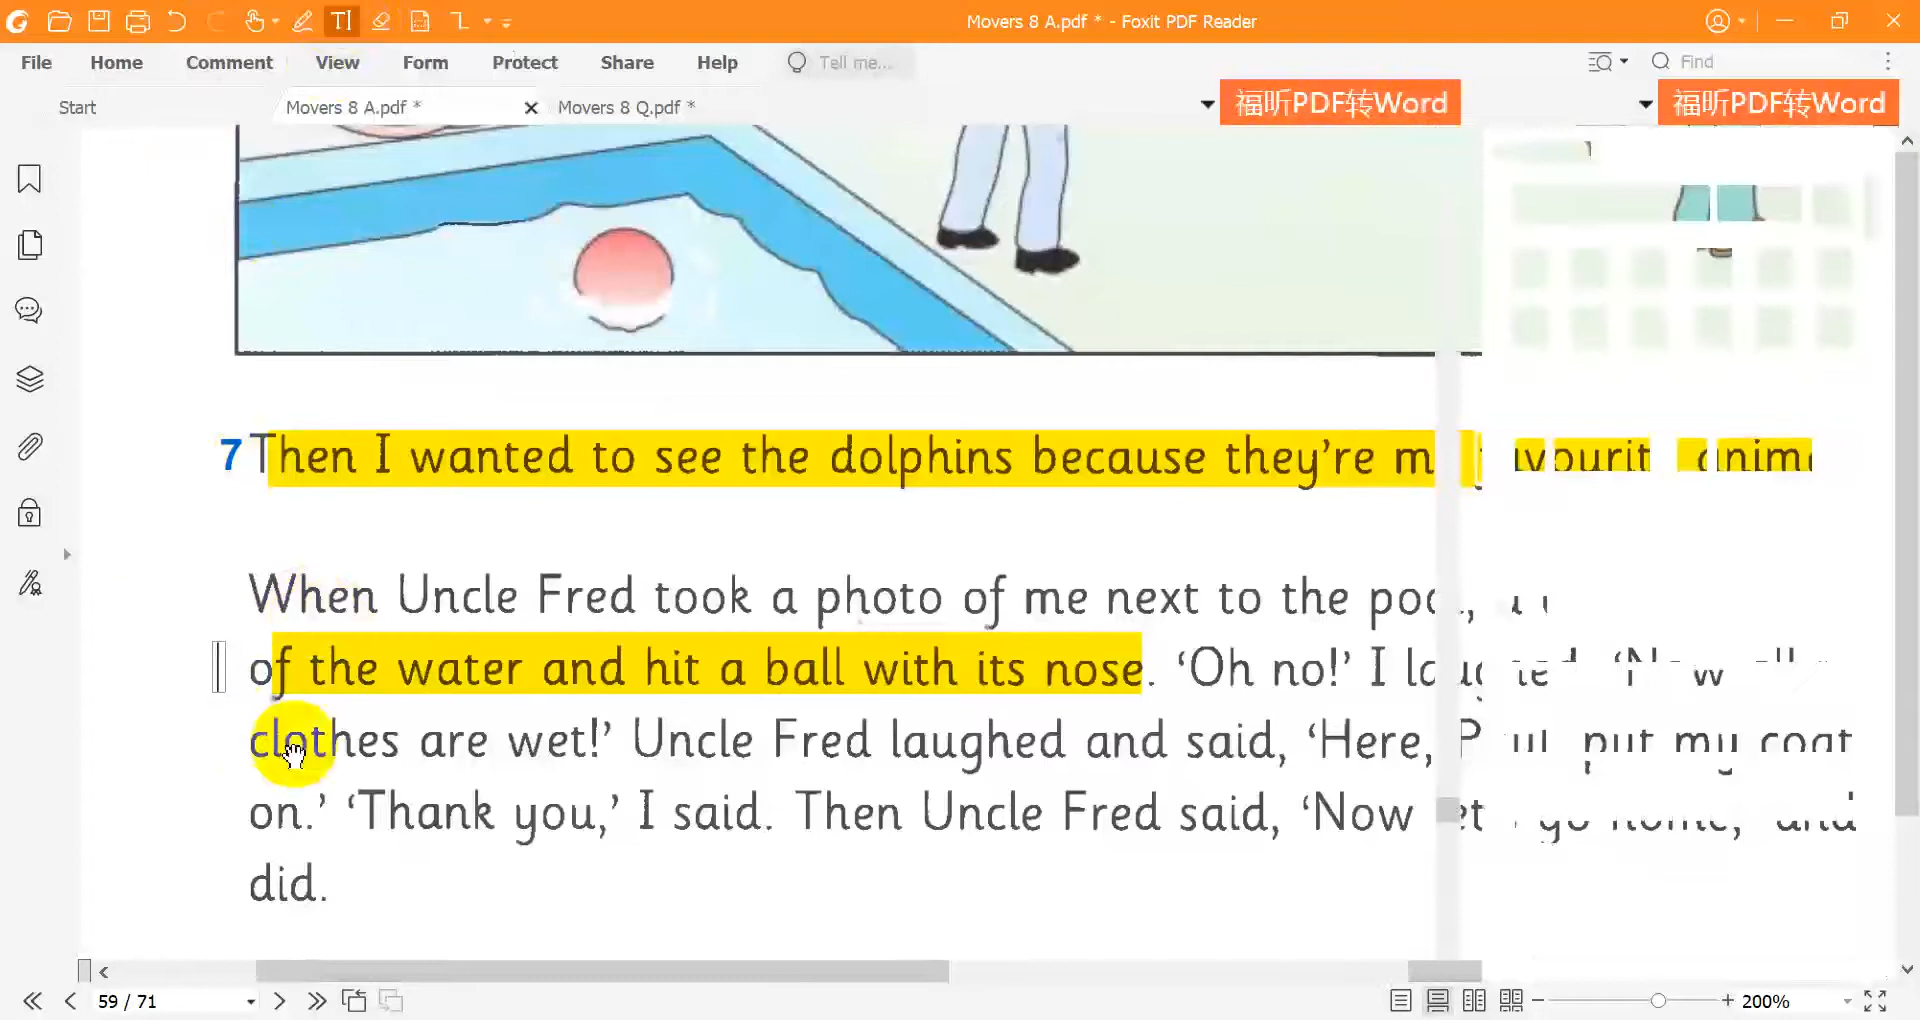 Movers 8 A.pdf * - Foxit PDF Reader
File Home Comment View Form Protect Share Help Tell me... Find
Start Movers 8 A.pdf * Movers 8 Q.pdf * 福昕PDF转Word 福昕PDF转Word
7 Then I wanted to see the dolphins because they're
When Uncle Fred took a photo of me next to the
of the water and hit a ball with its nose. 'Oh no!' I
clothes are wet!' Uncle Fred laughed and said, 'Here, put my coat
on.' 'Thank you,' I said. Then Uncle Fred said, 'Now
did.
59 / 71 200%